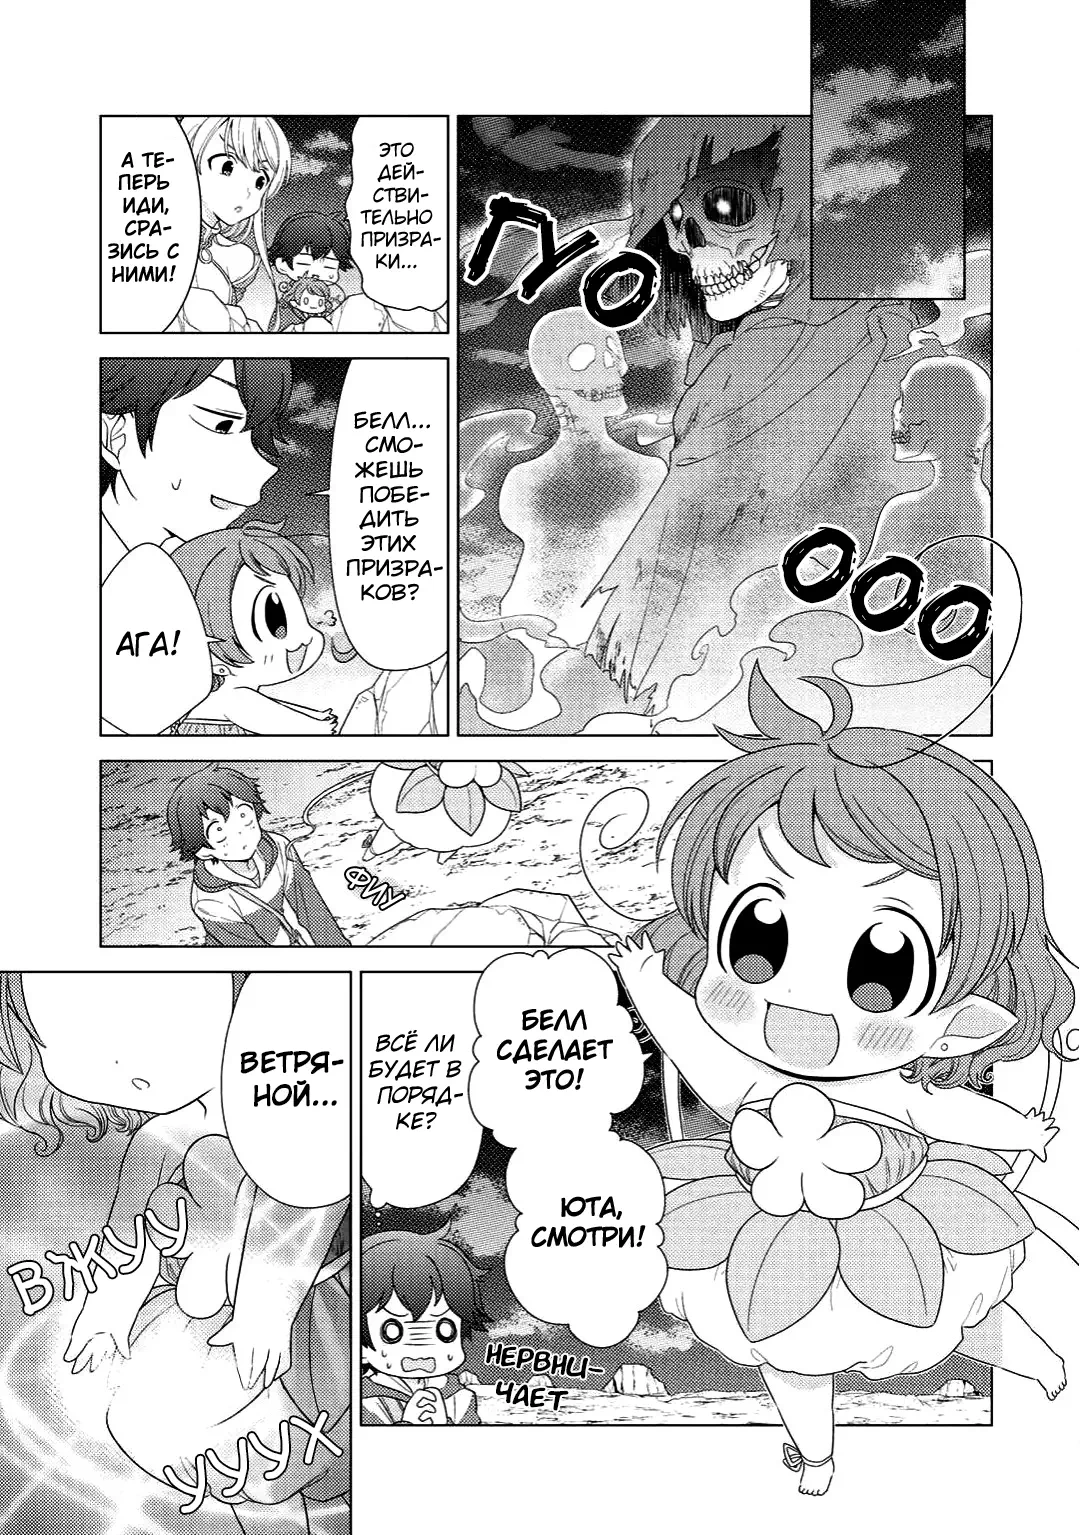 ГУО
ООО
ЭТО
ДЕЙ-
СТВИ-
ТЕЛЬНО
ПРИЗРА-
КИ...
А ТЕ-
ПЕРЬ
ИДИ,
СРА-
ЗИСЬ С
НИМИ!
БЕЛЛ...
СМО-
ЖЕШЬ
ПОБЕ-
ДИТЬ
ЭТИХ
ПРИЗРА-
КОВ?
АГА!
ФИУ
БЕЛЛ
СДЕЛАЕТ
ЭТО!
ЮТА,
СМОТРИ!
ВСЁ ЛИ
БУДЕТ В
ПОРЯД-
КЕ?
НЕРВНИ-
ЧАЕТ
ВЕТРЯ-
НОЙ...
ВЖУУ
УУУХ